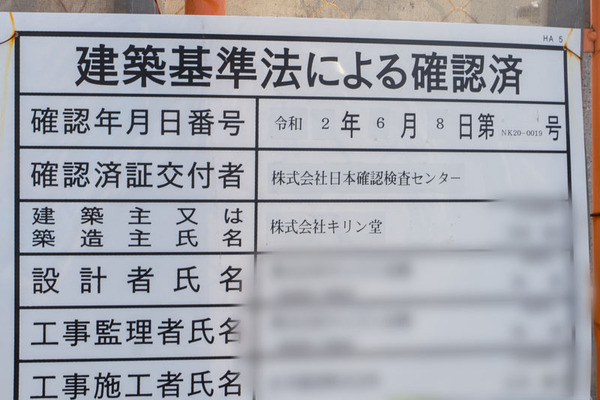 HA 5
建築基準法による確認済
確認年月日番号 令和 2 年 6 月 8 日第 NK20-0019 号
確認済証交付者 株式会社日本確認検査センター
建築主又は
築造主氏名 株式会社キリン堂
設計者氏名
工事監理者氏名
工事施工者氏名